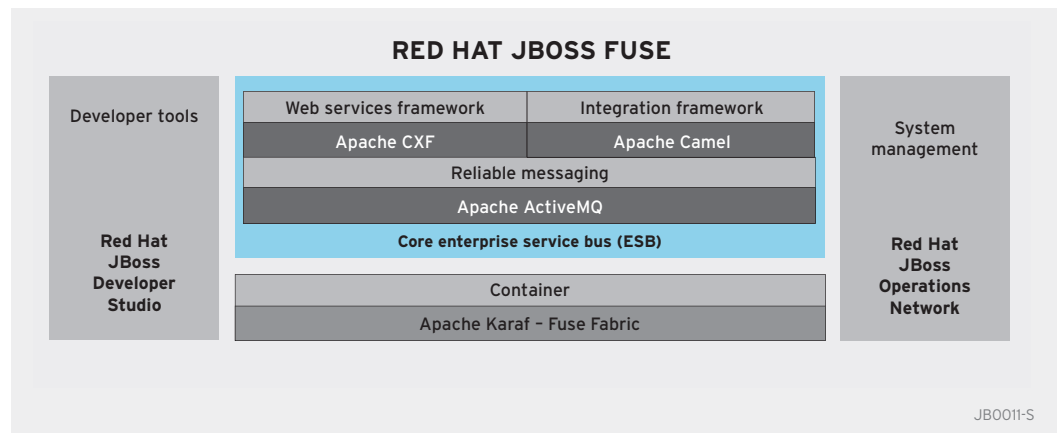 RED HAT JBOSS FUSE
Developer tools
Red Hat
JBoss
Developer
Studio
Web services framework
Integration framework
Apache CXF
Apache Camel
Reliable messaging
Apache ActiveMQ
Core enterprise service bus (ESB)
Container
Apache Karaf – Fuse Fabric
System
management
Red Hat
JBoss
Operations
Network
JB0011-S